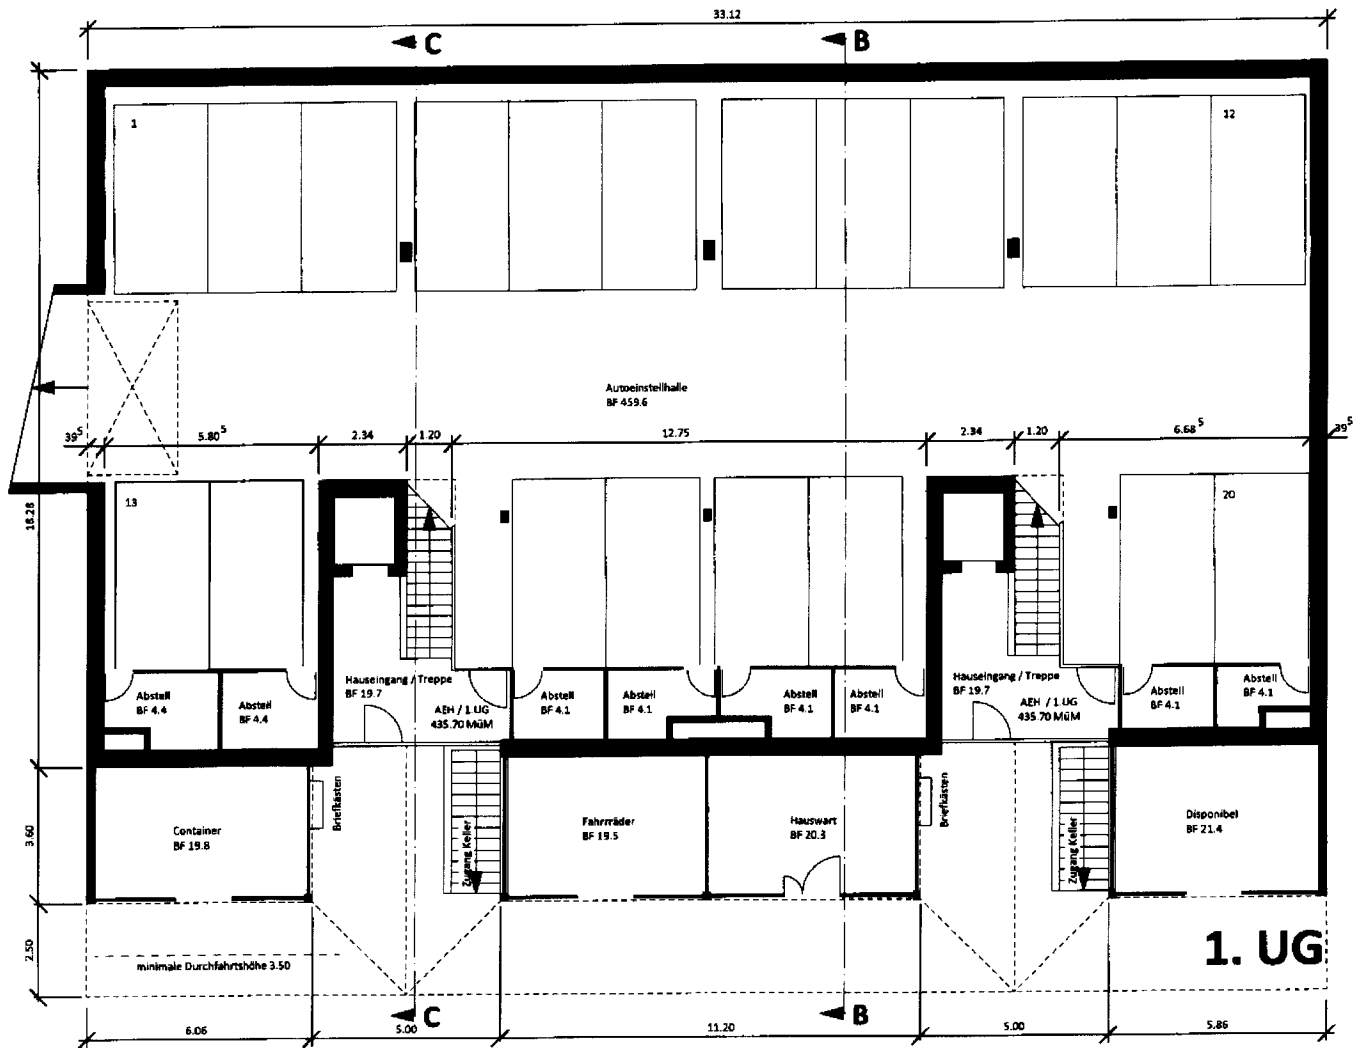 33.12
C
B
1
12
Autoeinstellhalle
BF 459.6
39⁵
5.80⁵
2.34
1.20
12.75
2.34
1.20
6.68⁵
39⁵
18.28
13
20
Hauseingang / Treppe
BF 19.7
AEH / 1.UG
435.70 MüM
Abstell
BF 4.4
Abstell
BF 4.4
Abstell
BF 4.1
Abstell
BF 4.1
Abstell
BF 4.1
Abstell
BF 4.1
Hauseingang / Treppe
BF 19.7
AEH / 1 UG
435.70 MüM
Abstell
BF 4.1
Abstell
BF 4.1
3.60
Container
BF 19.8
Briefkästen
Zugang Keller
Fahrräder
BF 19.5
Hauswart
BF 20.3
Briefkästen
Zugang Keller
Disponibel
BF 21.4
2.50
minimale Durchfahrtshöhe 3.50
1. UG
C
B
6.06
5.00
11.20
5.00
5.86